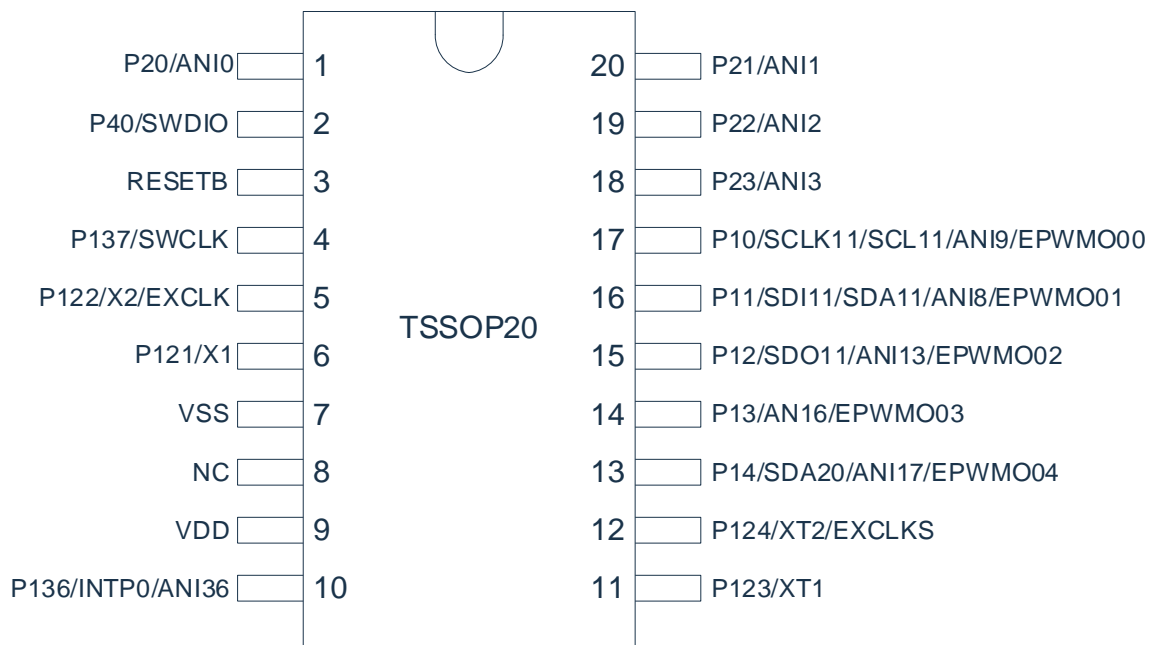 P20/ANI0 1 20 P21/ANI1
P40/SWDIO 2 19 P22/ANI2
RESETB 3 18 P23/ANI3
P137/SWCLK 4 17 P10/SCLK11/SCL11/ANI9/EPWMO00
P122/X2/EXCLK 5 16 P11/SDI11/SDA11/ANI8/EPWMO01
TSSOP20
P121/X1 6 15 P12/SDO11/ANI13/EPWMO02
VSS 7 14 P13/AN16/EPWMO03
NC 8 13 P14/SDA20/ANI17/EPWMO04
VDD 9 12 P124/XT2/EXCLKS
P136/INTP0/ANI36 10 11 P123/XT1